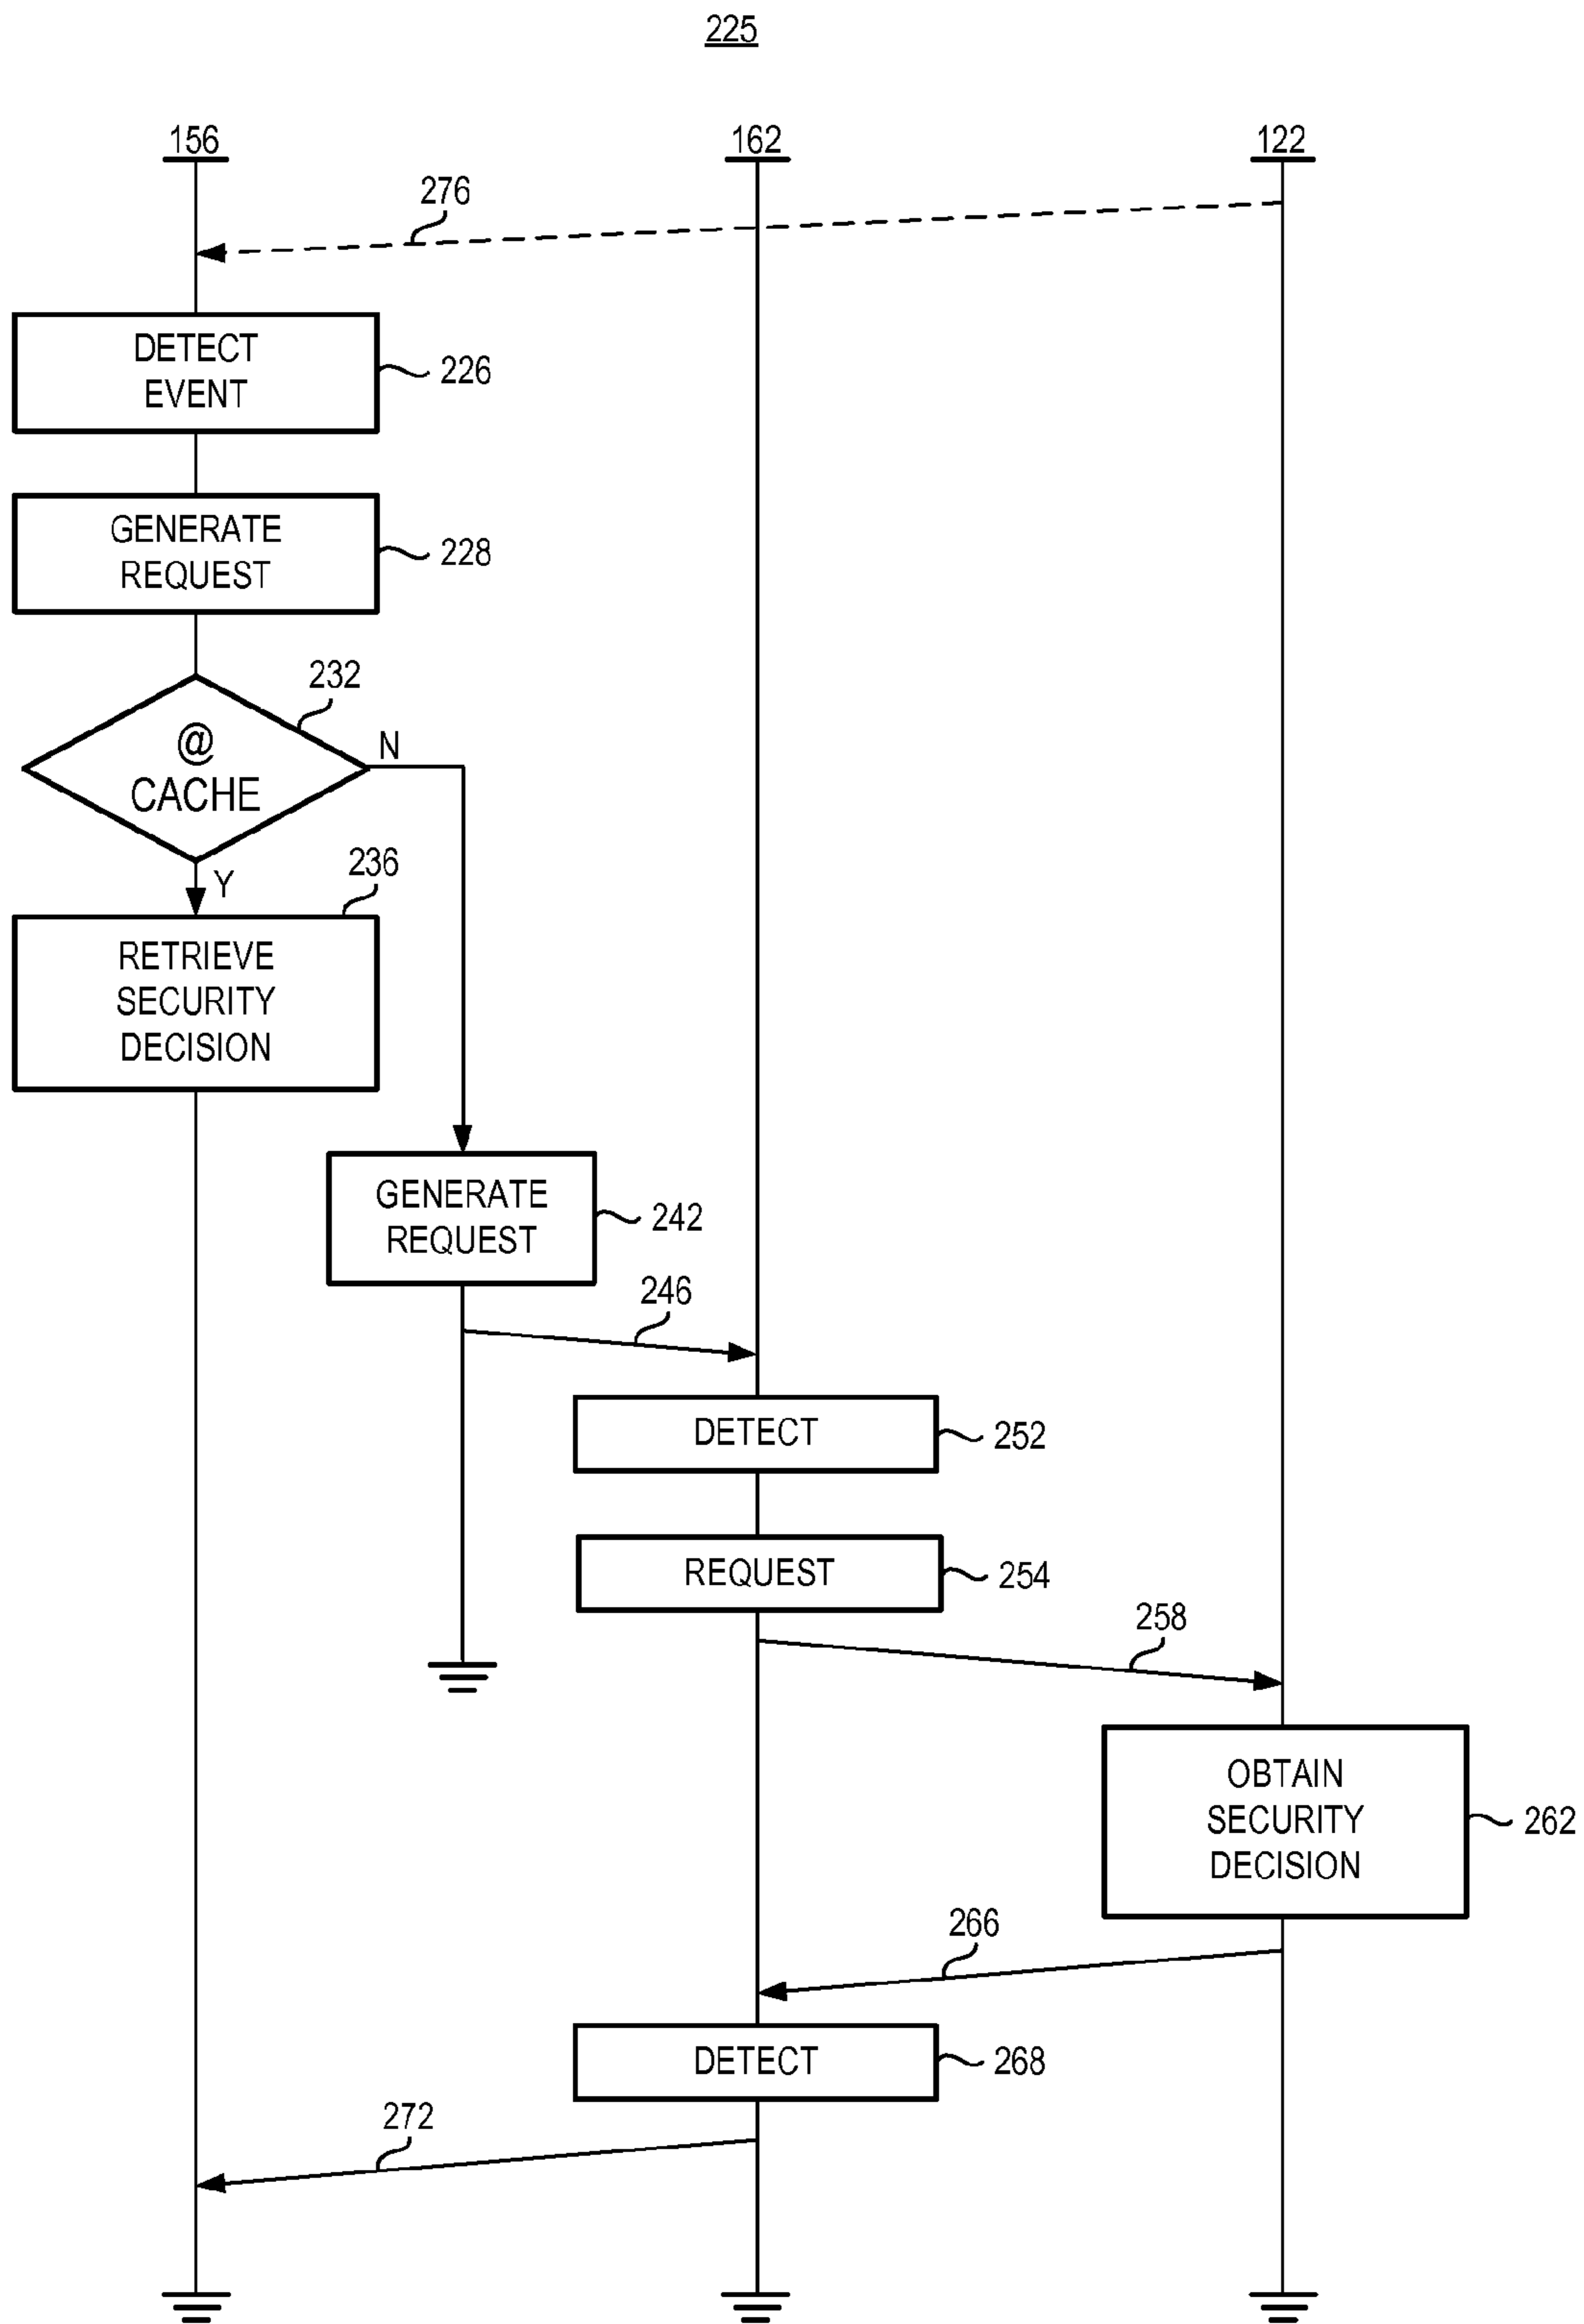 225
156
162
122
276
DETECT
EVENT
226
GENERATE
REQUEST
228
232
@
CACHE
N
Y
236
RETRIEVE
SECURITY
DECISION
GENERATE
REQUEST
242
246
DETECT
252
REQUEST
254
258
OBTAIN
SECURITY
DECISION
262
266
DETECT
268
272